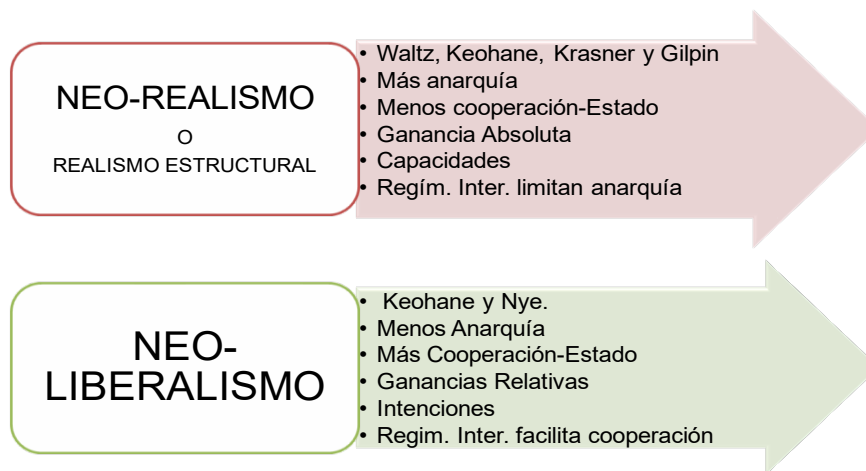 NEO-REALISMO
O
REALISMO ESTRUCTURAL
• Waltz, Keohane, Krasner y Gilpin
• Más anarquía
• Menos cooperación-Estado
• Ganancia Absoluta
• Capacidades
• Regím. Inter. limitan anarquía
NEO-
LIBERALISMO
• Keohane y Nye.
• Menos Anarquía
• Más Cooperación-Estado
• Ganancias Relativas
• Intenciones
• Regim. Inter. facilita cooperación